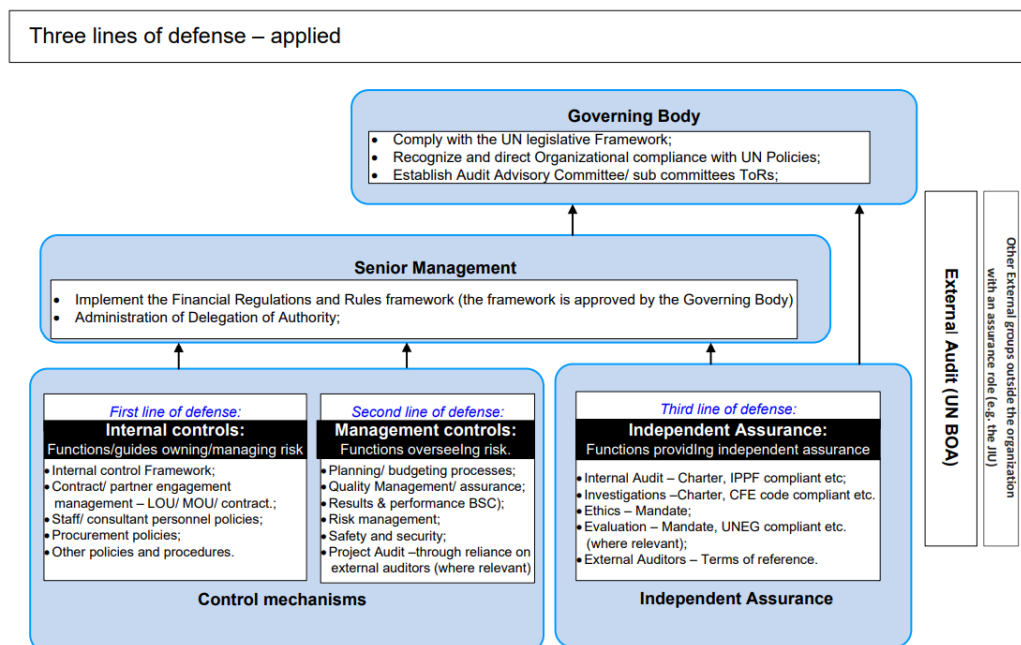 Three lines of defense – applied
Governing Body
• Comply with the UN legislative Framework;
• Recognize and direct Organizational compliance with UN Policies;
• Establish Audit Advisory Committee/ sub committees ToRs;
Senior Management
• Implement the Financial Regulations and Rules framework (the framework is approved by the Governing Body)
• Administration of Delegation of Authority;
First line of defense:
Internal controls:
Functions/guides owning/managing risk
• Internal control Framework;
• Contract/ partner engagement
management – LOU/ MOU/ contract.;
• Staff/ consultant personnel policies;
• Procurement policies;
• Other policies and procedures.
Second line of defense:
Management controls:
Functions overseeIng risk.
• Planning/ budgeting processes;
• Quality Management/ assurance;
• Results & performance BSC);
• Risk management;
• Safety and security;
• Project Audit –through reliance on
external auditors (where relevant)
Control mechanisms
Third line of defense:
Independent Assurance:
Functions providIng independent assurance
• Internal Audit – Charter, IPPF compliant etc;
• Investigations –Charter, CFE code compliant etc.
• Ethics – Mandate;
• Evaluation – Mandate, UNEG compliant etc.
(where relevant);
• External Auditors – Terms of reference.
Independent Assurance
External Audit (UN BOA)
Other External groups outside the organization
with an assurance role (e.g. the JIU)